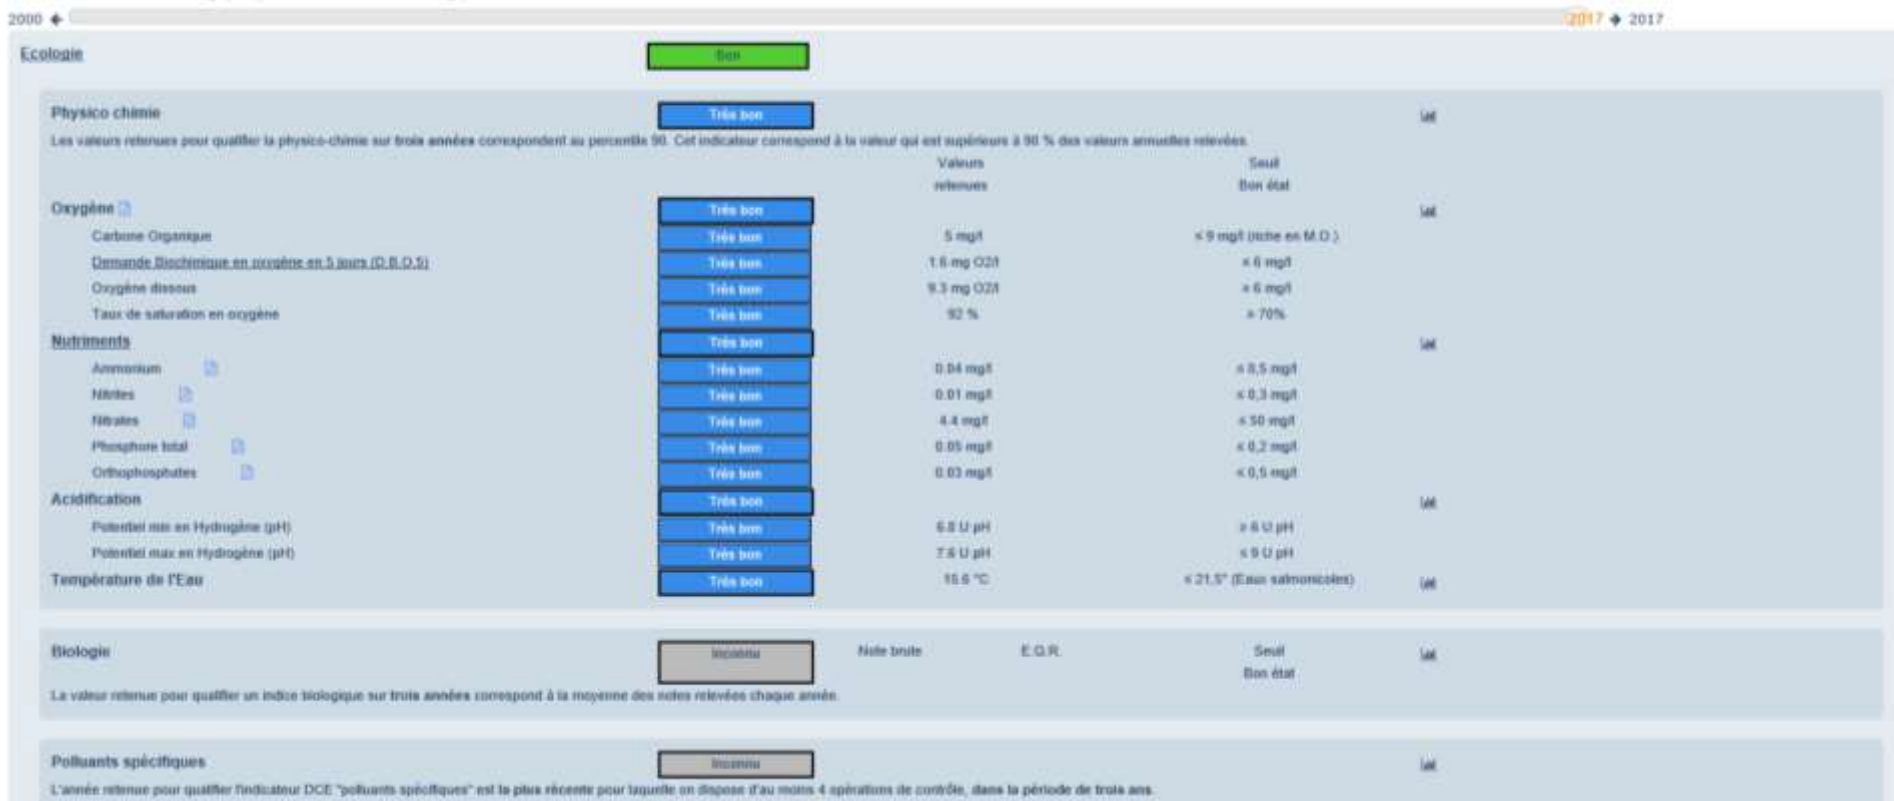 2000 2017 2017
Ecologie Bon
Physico chimie Très bon
Les valeurs retenues pour qualifier la physico-chimie sur trois années correspondent au percentile 90. Cet indicateur correspond à la valeur qui est supérieurs à 90 % des valeurs annuelles relevées.
Valeurs Seuil
retenues Bon état
Oxygène Très bon
Carbone Organique Très bon 5 mg/l ≤ 9 mg/l (riche en M.O.)
Demande Biochimique en oxygène en 5 jours (D.B.O.5) Très bon 1.6 mg O2/l ≤ 6 mg/l
Oxygène dissous Très bon 9.3 mg O2/l ≥ 6 mg/l
Taux de saturation en oxygène Très bon 92 % ≥ 70%
Nutriments Très bon
Ammonium Très bon 0.04 mg/l ≤ 0,5 mg/l
Nitrites Très bon 0.01 mg/l ≤ 0,3 mg/l
Nitrates Très bon 4.4 mg/l ≤ 50 mg/l
Phosphore total Très bon 0.05 mg/l ≤ 0,2 mg/l
Orthophosphates Très bon 0.03 mg/l ≤ 0,5 mg/l
Acidification Très bon
Potentiel min en Hydrogène (pH) Très bon 6.8 U pH ≥ 6 U pH
Potentiel max en Hydrogène (pH) Très bon 7.6 U pH ≤ 9 U pH
Température de l'Eau Très bon 15.6 °C ≤ 21,5° (Eaux salmonicoles)
Biologie Inconnu Note brute E.Q.R. Seuil
Bon état
La valeur retenue pour qualifier un indice biologique sur trois années correspond à la moyenne des notes relevées chaque année.
Polluants spécifiques Inconnu
L'année retenue pour qualifier l'indicateur DCE "polluants spécifiques" est la plus récente pour laquelle on dispose d'au moins 4 opérations de contrôle, dans la période de trois ans.